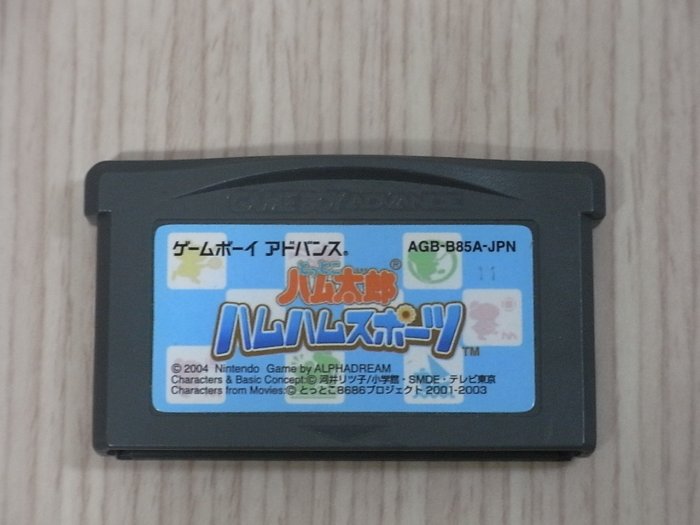 GAME BOY ADVANCE
ゲームボーイ アドバンス®
AGB-B85A-JPN
11
とっとこ
ハム太郎®
ハムハムスポーツ™
© 2004 Nintendo Game by ALPHADREAM
Characters & Basic Concept:© 河井リツ子/小学館・SMDE・テレビ東京
Characters from Movies:© とっとこ8686プロジェクト 2001-2003